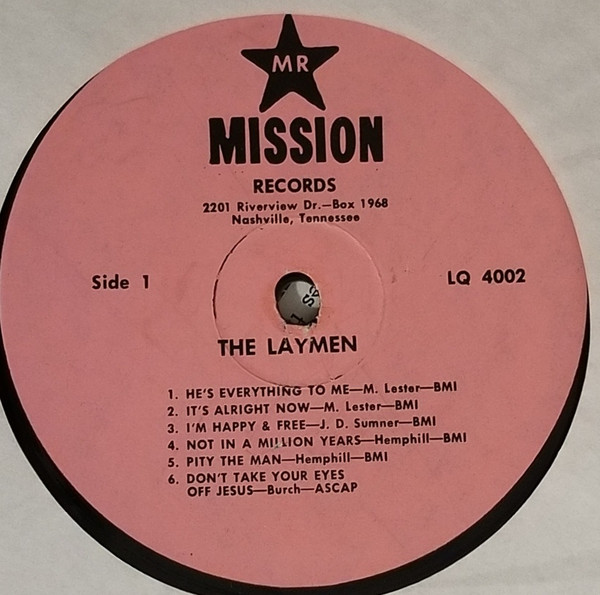 MR
MISSION
RECORDS
2201 Riverview Dr.—Box 1968
Nashville, Tennessee
Side 1
LQ 4002
THE LAYMEN
1. HE'S EVERYTHING TO ME—M. Lester—BMI
2. IT'S ALRIGHT NOW—M. Lester—BMI
3. I'M HAPPY & FREE—J. D. Sumner—BMI
4. NOT IN A MILLION YEARS—Hemphill—BMI
5. PITY THE MAN—Hemphill—BMI
6. DON'T TAKE YOUR EYES
OFF JESUS—Burch—ASCAP